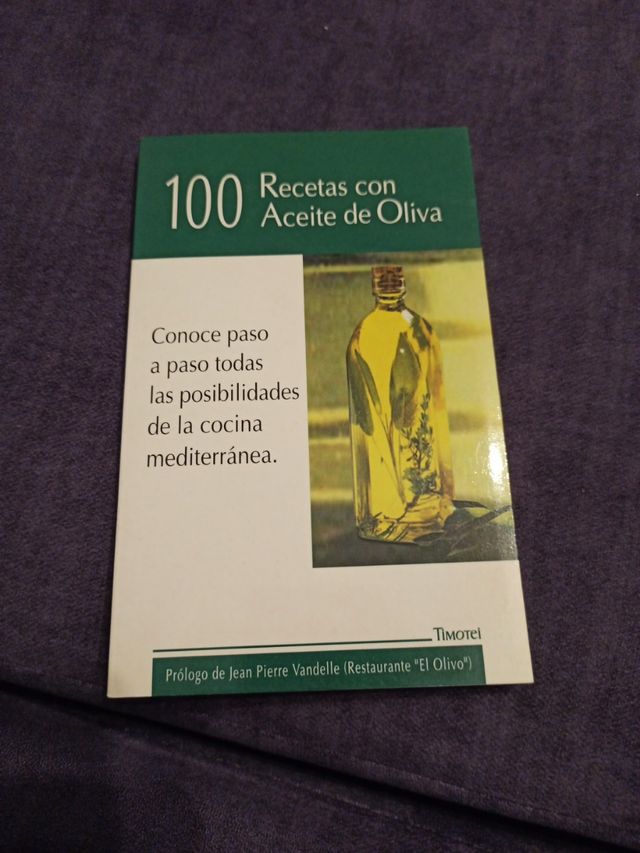 100 Recetas con
Aceite de Oliva
Conoce paso
a paso todas
las posibilidades
de la cocina
mediterránea.
TIMOTEI
Prólogo de Jean Pierre Vandelle (Restaurante "El Olivo")